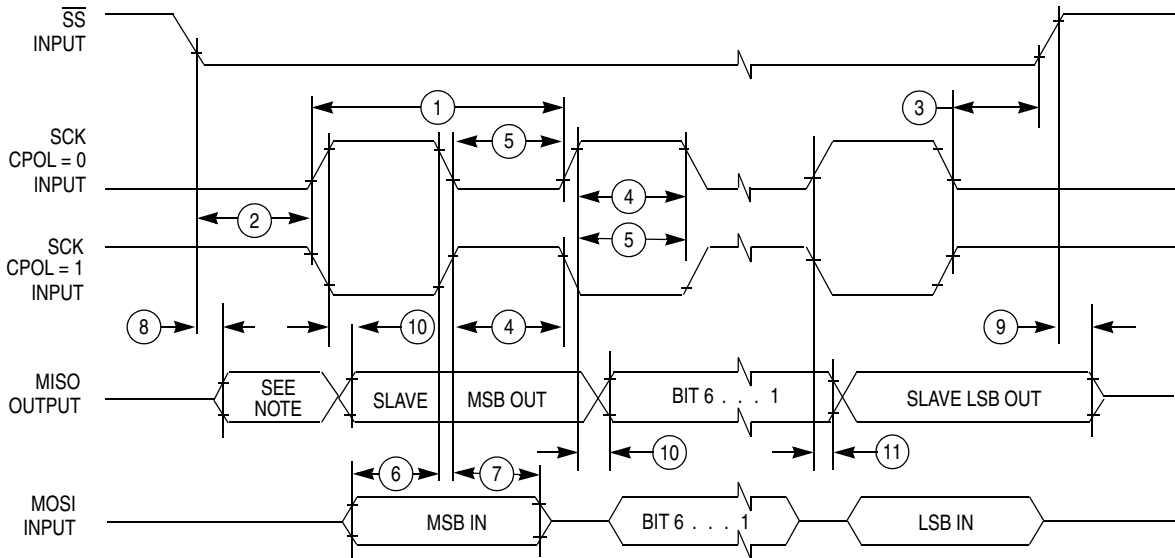 SS
INPUT
1
3
SCK
CPOL = 0
INPUT
5
4
2
SCK
CPOL = 1
INPUT
5
8
10
4
9
MISO
OUTPUT
SEE
NOTE
SLAVE MSB OUT
BIT 6 . . . 1
SLAVE LSB OUT
10
11
6
7
MOSI
INPUT
MSB IN
BIT 6 . . . 1
LSB IN